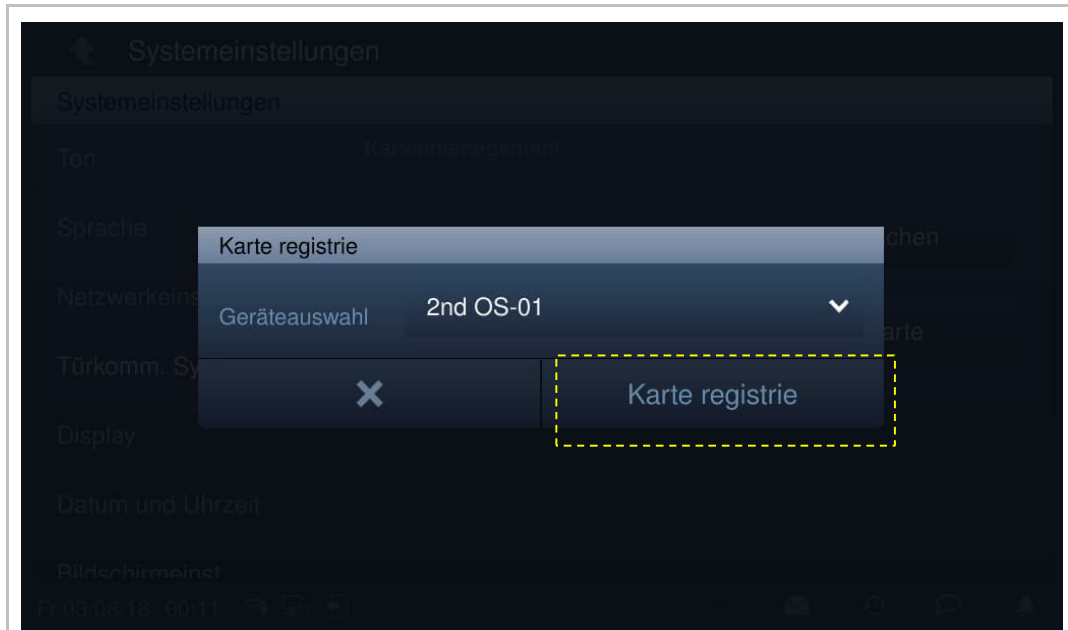 Systemeinstellungen
Systemeinstellungen
Ton
Kartenmanagement
Sprache
chen
Karte registrie
Netzwerkeins
Geräteauswahl
2nd OS-01
arte
Türkomm. Sy
Karte registrie
Display
Datum und Uhrzeit
Bildschirmeinst
Fr 03/08/18 00:11